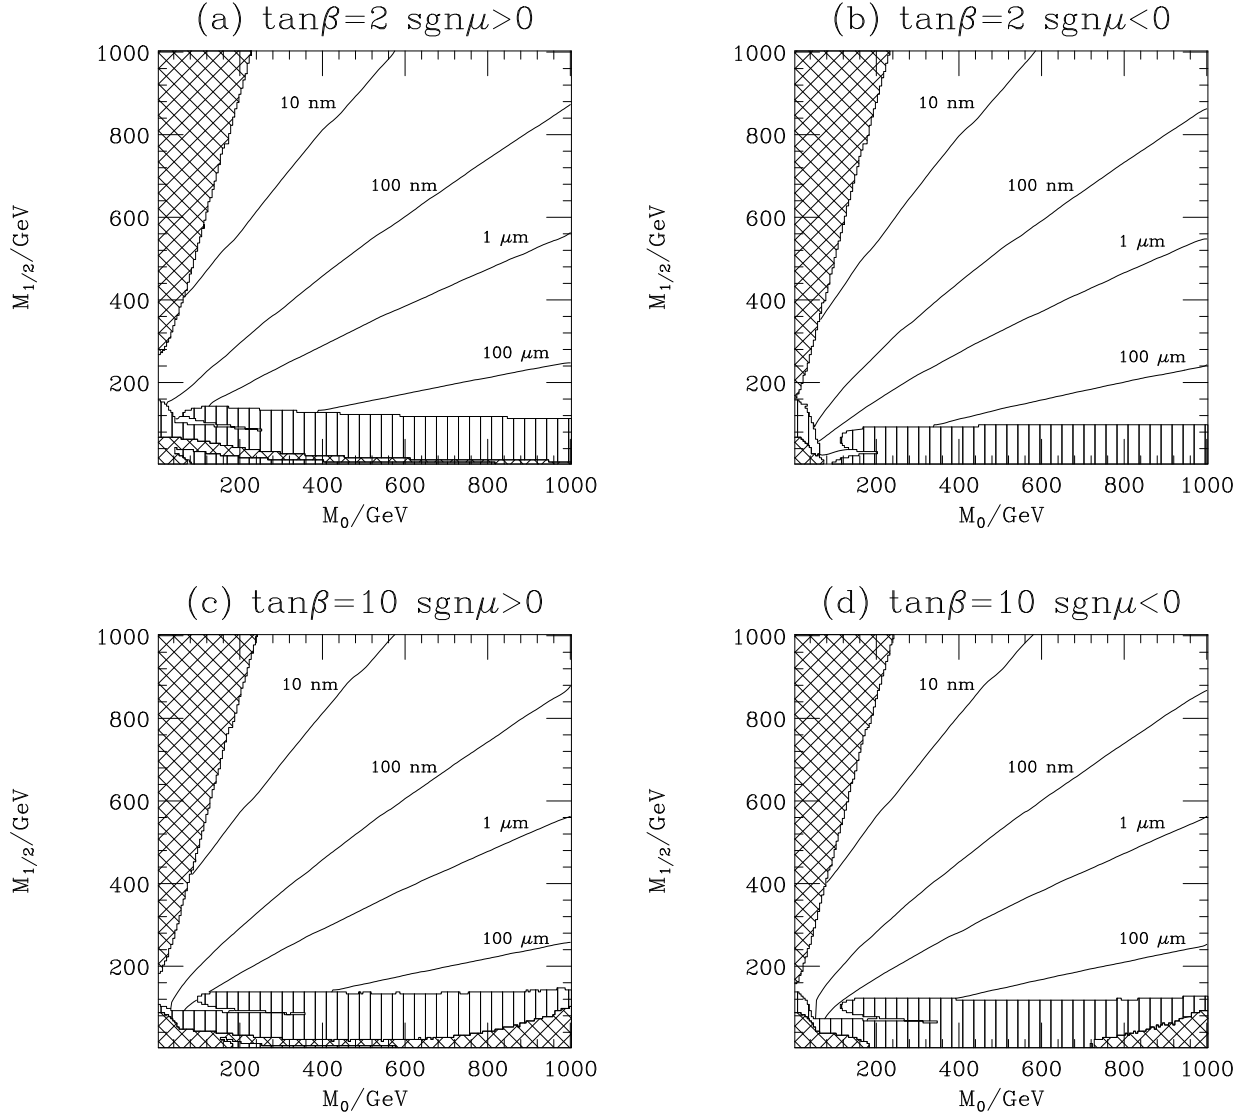 (a) tanβ=2 sgnμ>0
1000
800
600
400
200
M1/2/GeV
10 nm
100 nm
1 μm
100 μm
200 400 600 800 1000
M0/GeV
(b) tanβ=2 sgnμ<0
1000
800
600
400
200
M1/2/GeV
10 nm
100 nm
1 μm
100 μm
200 400 600 800 1000
M0/GeV
(c) tanβ=10 sgnμ>0
1000
800
600
400
200
M1/2/GeV
10 nm
100 nm
1 μm
100 μm
200 400 600 800 1000
M0/GeV
(d) tanβ=10 sgnμ<0
1000
800
600
400
200
M1/2/GeV
10 nm
100 nm
1 μm
100 μm
200 400 600 800 1000
M0/GeV